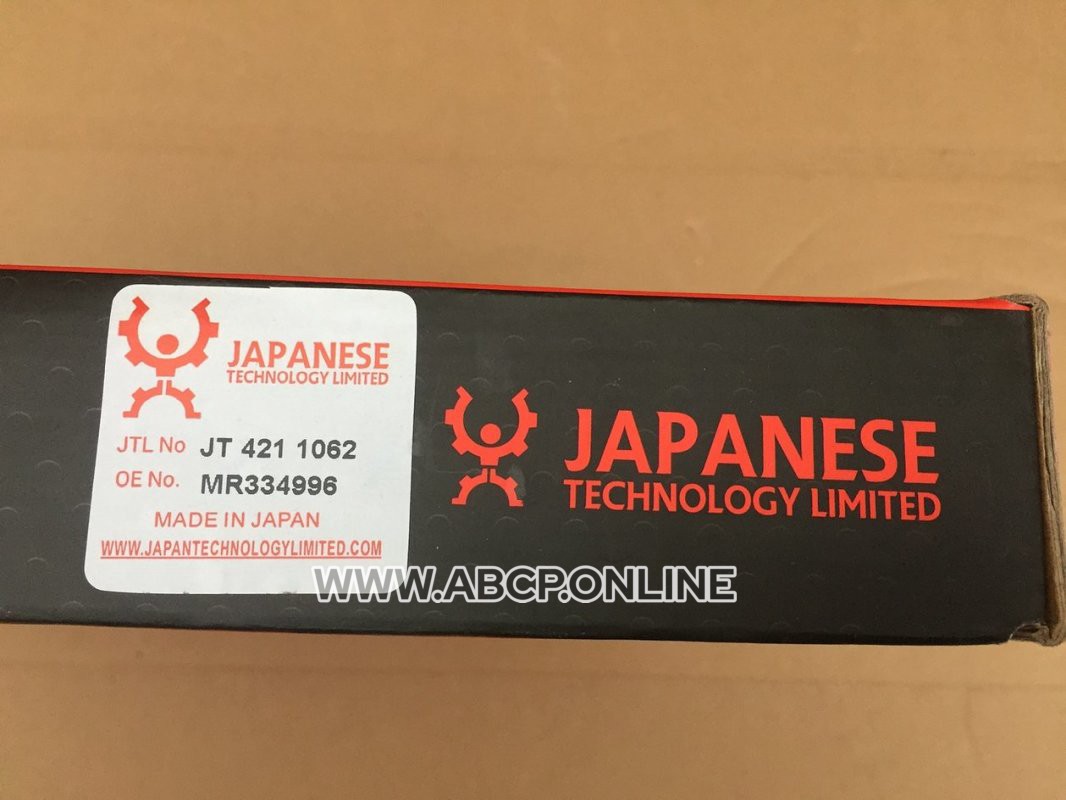 JAPANESE
TECHNOLOGY LIMITED
JTL No JT 421 1062
OE No. MR334996
MADE IN JAPAN
WWW.JAPANTECHNOLOGYLIMITED.COM
JAPANESE
TECHNOLOGY LIMITED
WWW.ABCP.ONLINE